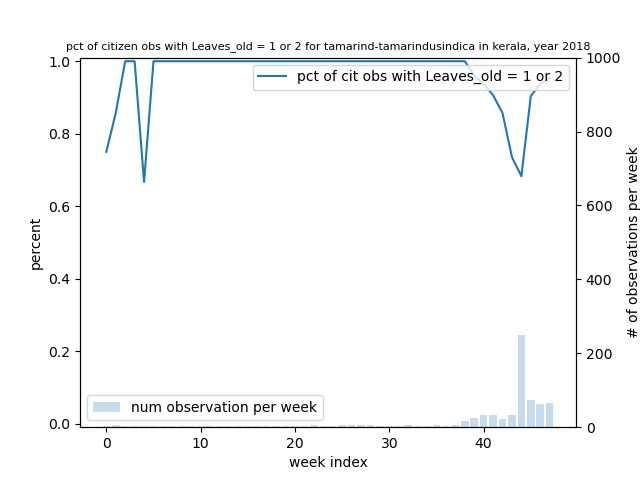 pct of citizen obs with Leaves_old = 1 or 2 for tamarind-tamarindusindica in kerala, year 2018
pct of cit obs with Leaves_old = 1 or 2
1.0
0.8
0.6
0.4
0.2
0.0
percent
1000
800
600
400
200
0
# of observations per week
num observation per week
0 10 20 30 40
week index